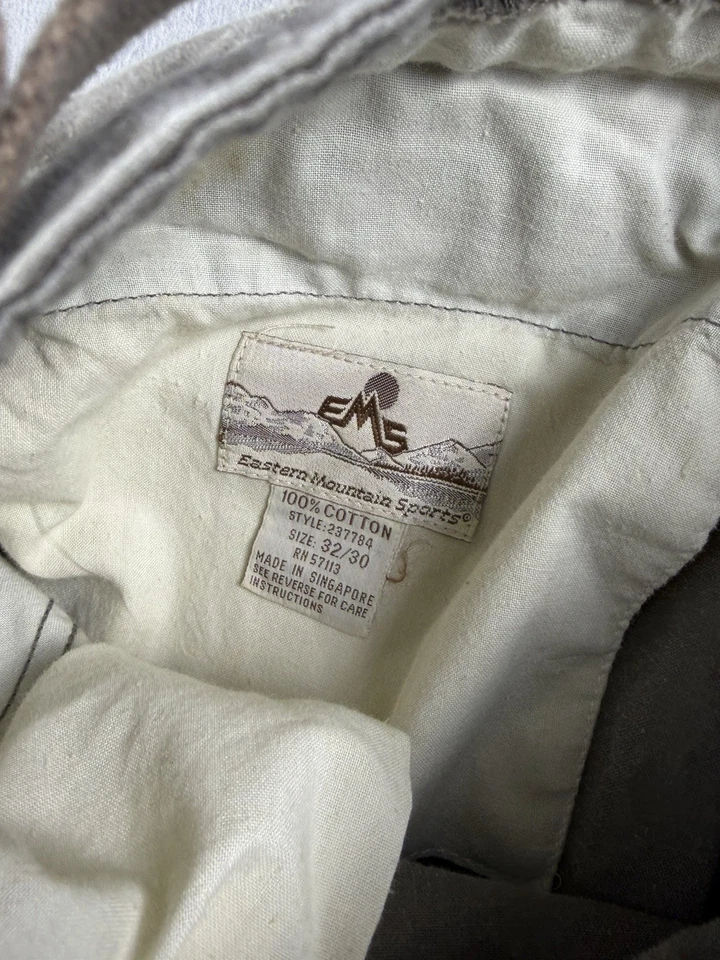 EMS
Eastern Mountain Sports®
100% COTTON
STYLE:237784
SIZE: 32/30
RN 57113
MADE IN SINGAPORE
SEE REVERSE FOR CARE
INSTRUCTIONS